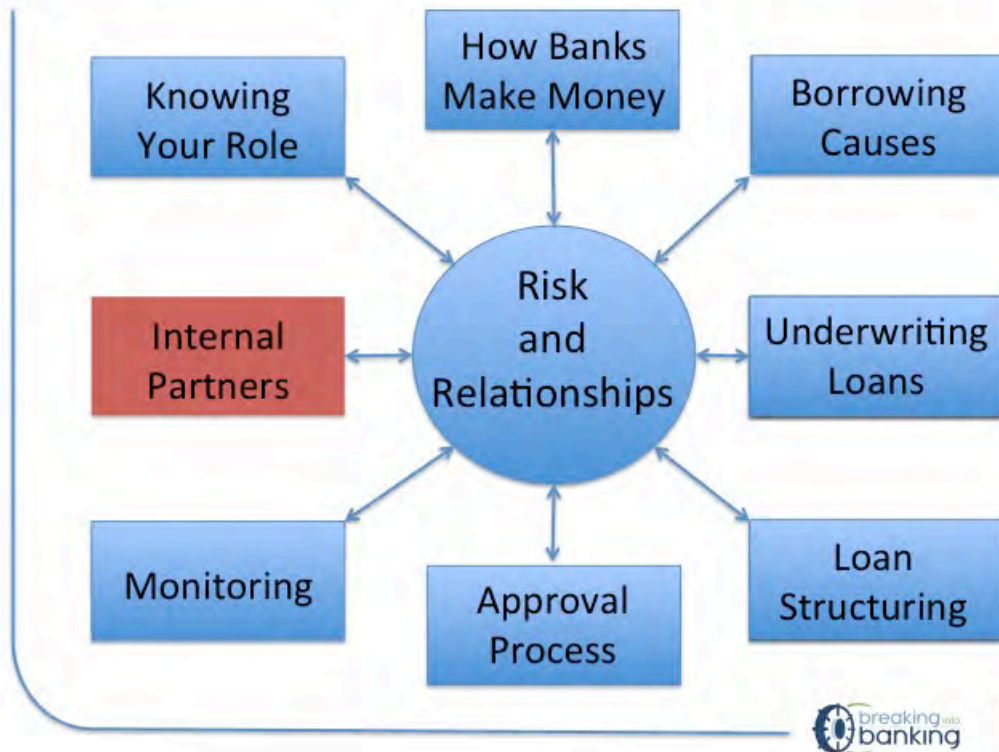 How Banks
Make Money
Knowing
Your Role
Borrowing
Causes
Internal
Partners
Risk
and
Relationships
Underwriting
Loans
Monitoring
Approval
Process
Loan
Structuring
breaking into
banking